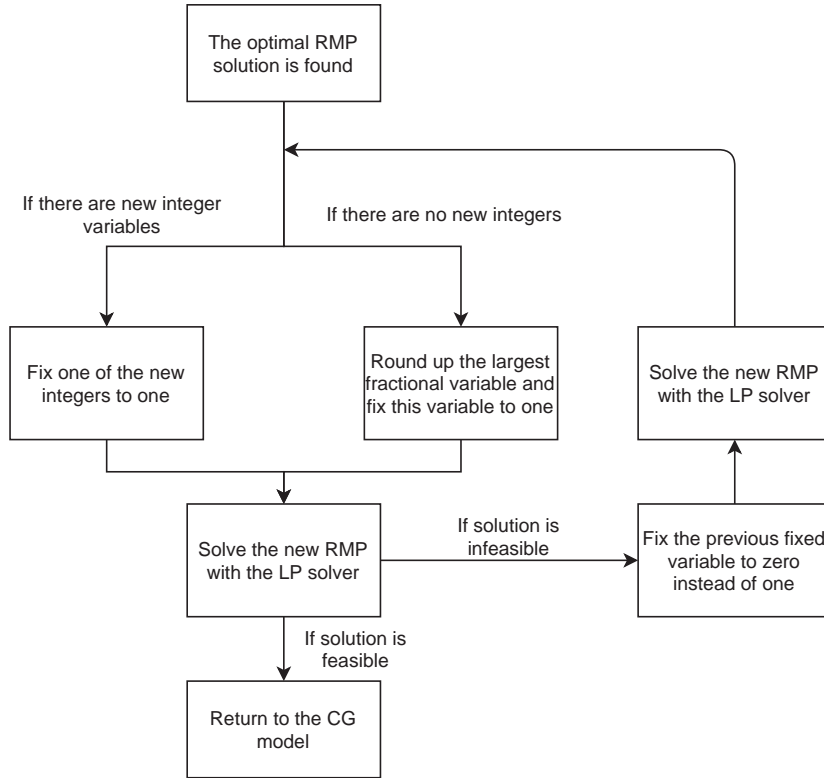 The optimal RMP
solution is found
If there are new integer
variables
If there are no new integers
Fix one of the new
integers to one
Round up the largest
fractional variable and
fix this variable to one
Solve the new RMP
with the LP solver
Solve the new RMP
with the LP solver
If solution is
infeasible
Fix the previous fixed
variable to zero
instead of one
If solution is
feasible
Return to the CG
model